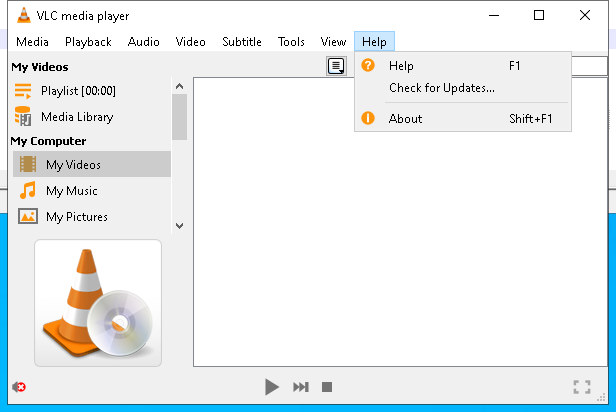 VLC media player
Media Playback Audio Video Subtitle Tools View Help
My Videos
Playlist [00:00]
Media Library
My Computer
My Videos
My Music
My Pictures
Help F1
Check for Updates...
About Shift+F1